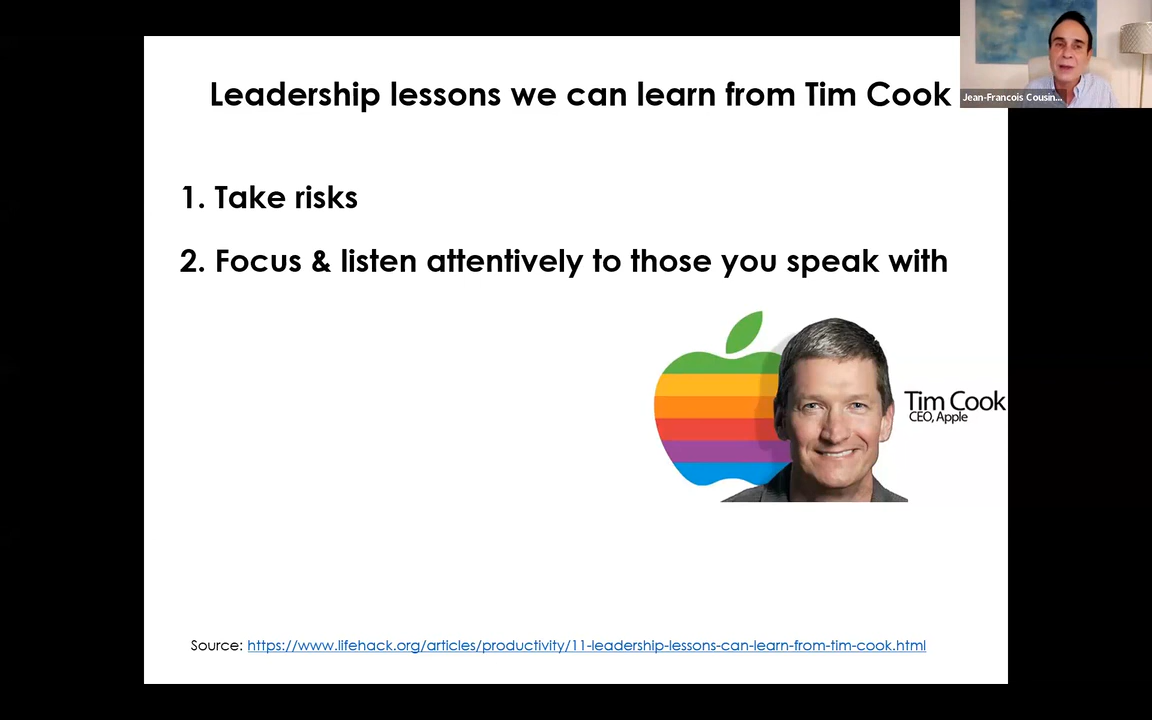 Leadership lessons we can learn from Tim Cook
Jean-Francois Cousin...
1. Take risks
2. Focus & listen attentively to those you speak with
Tim Cook
CEO, Apple
Source: https://www.lifehack.org/articles/productivity/11-leadership-lessons-can-learn-from-tim-cook.html